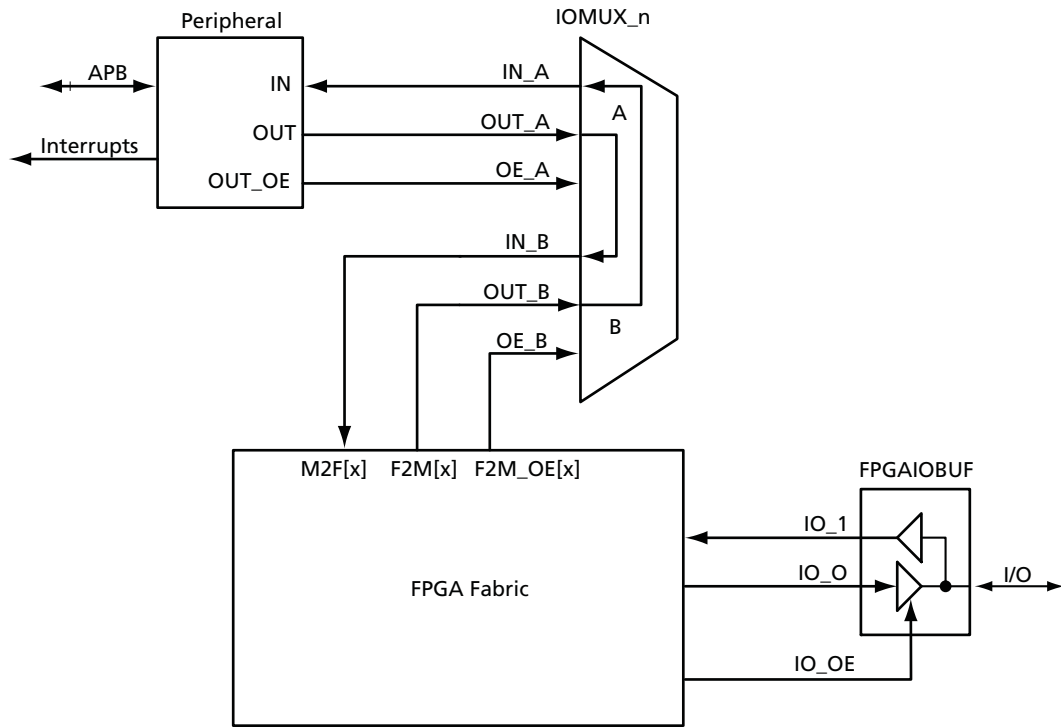 Peripheral
IOMUX_n
APB
IN
IN_A
A
OUT
OUT_A
Interrupts
OUT_OE
OE_A
IN_B
OUT_B
B
OE_B
M2F[x]
F2M[x]
F2M_OE[x]
FPGAIOBUF
IO_1
FPGA Fabric
IO_O
I/O
IO_OE